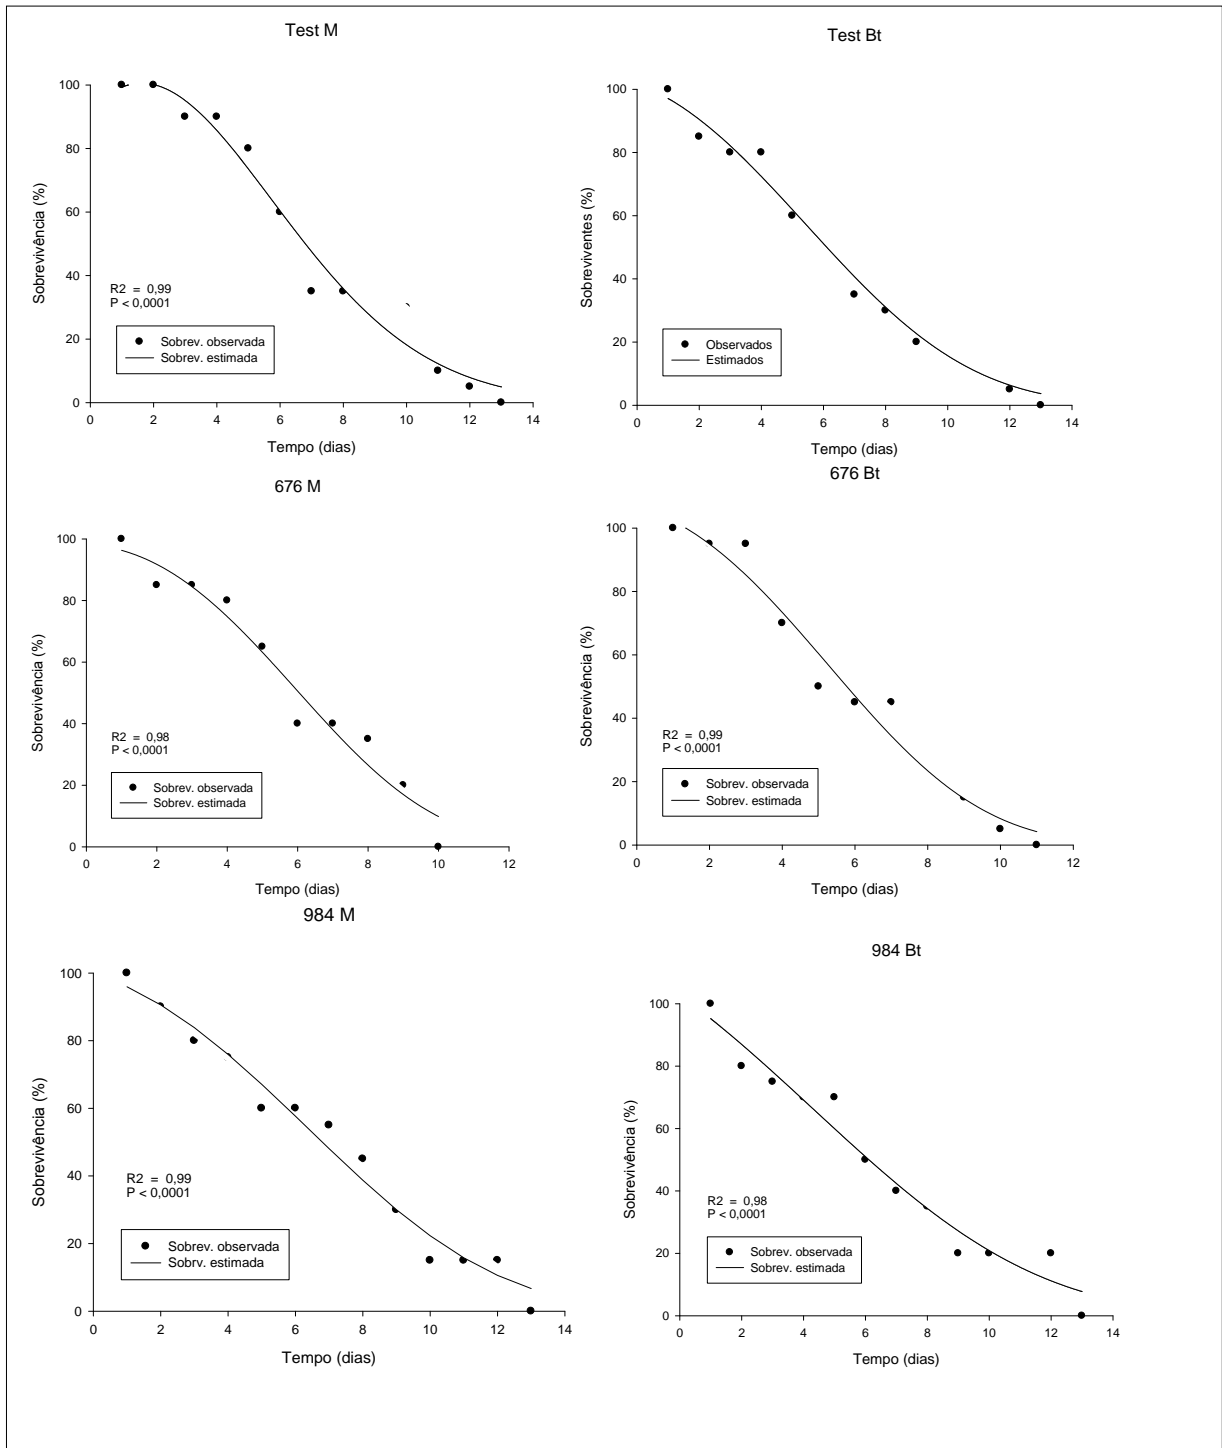 Test M
100
80
60
40
20
0
Sobrevivência (%)
R2 = 0,99
P < 0,0001
Sobrev. observada
Sobrev. estimada
0 2 4 6 8 10 12 14
Tempo (dias)
Test Bt
100
80
60
40
20
0
Sobreviventes (%)
Observados
Estimados
0 2 4 6 8 10 12 14
Tempo (dias)
676 M
100
80
60
40
20
0
Sobrevivência (%)
R2 = 0,98
P < 0,0001
Sobrev. observada
Sobrev. estimada
0 2 4 6 8 10 12
Tempo (dias)
676 Bt
100
80
60
40
20
0
Sobrevivência (%)
R2 = 0,99
P < 0,0001
Sobrev. observada
Sobrev. estimada
0 2 4 6 8 10 12
Tempo (dias)
984 M
100
80
60
40
20
0
Sobrevivência (%)
R2 = 0,99
P < 0,0001
Sobrev. observada
Sobrv. estimada
0 2 4 6 8 10 12 14
Tempo (dias)
984 Bt
100
80
60
40
20
0
Sobrevivência (%)
R2 = 0,98
P < 0,0001
Sobrev. observada
Sobrev. estimada
0 2 4 6 8 10 12 14
Tempo (dias)